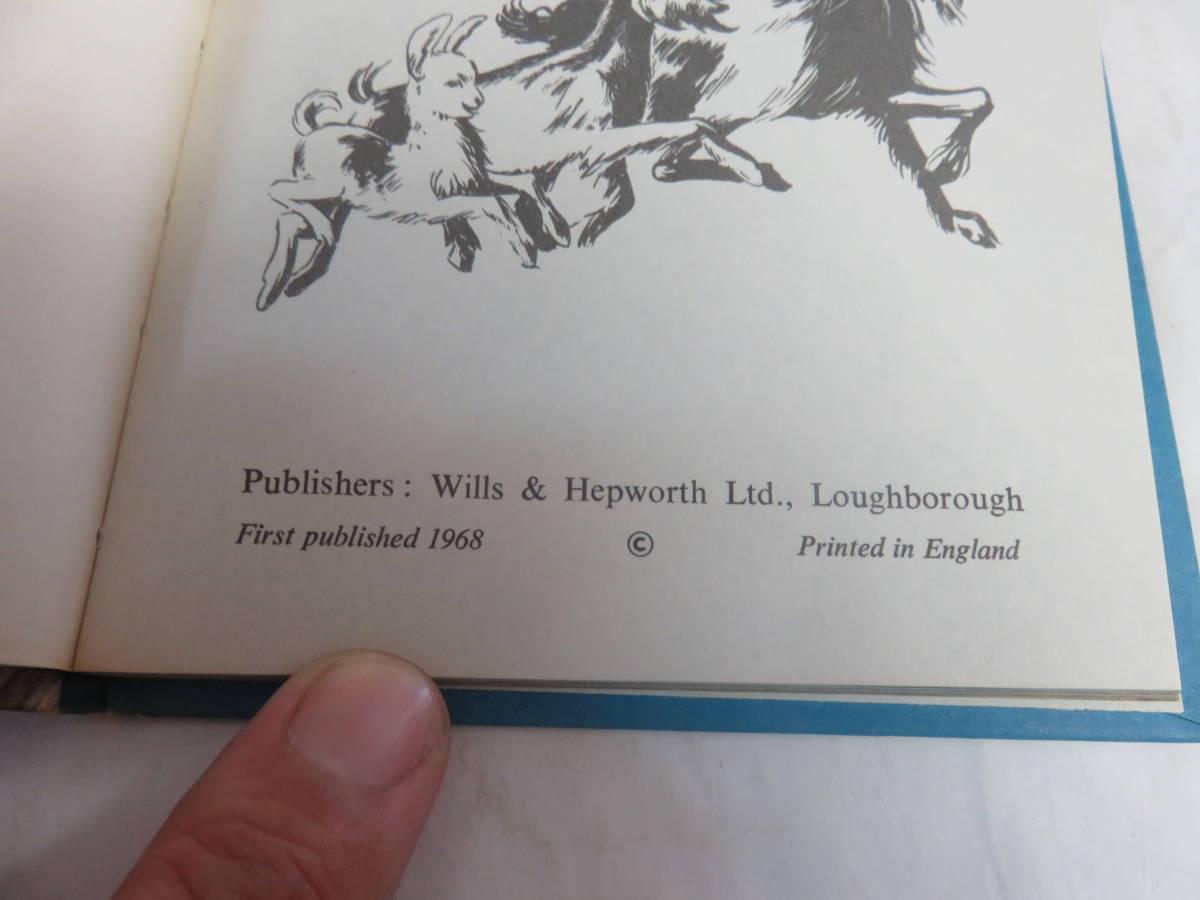 Publishers : Wills & Hepworth Ltd., Loughborough
First published 1968 © Printed in England